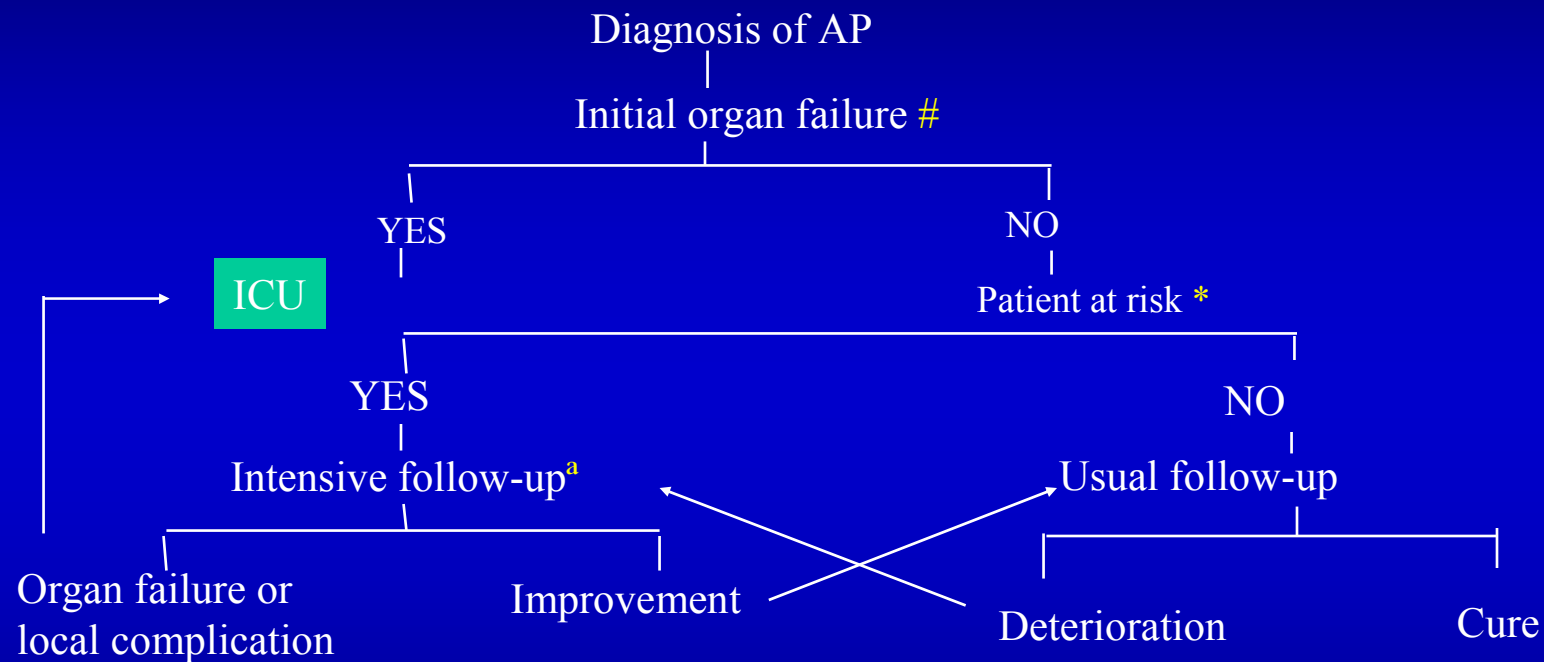 Diagnosis of AP
Initial organ failure #
YES
NO
ICU
Patient at risk *
YES
NO
Intensive follow-upᵃ
Usual follow-up
Organ failure or
local complication
Improvement
Deterioration
Cure